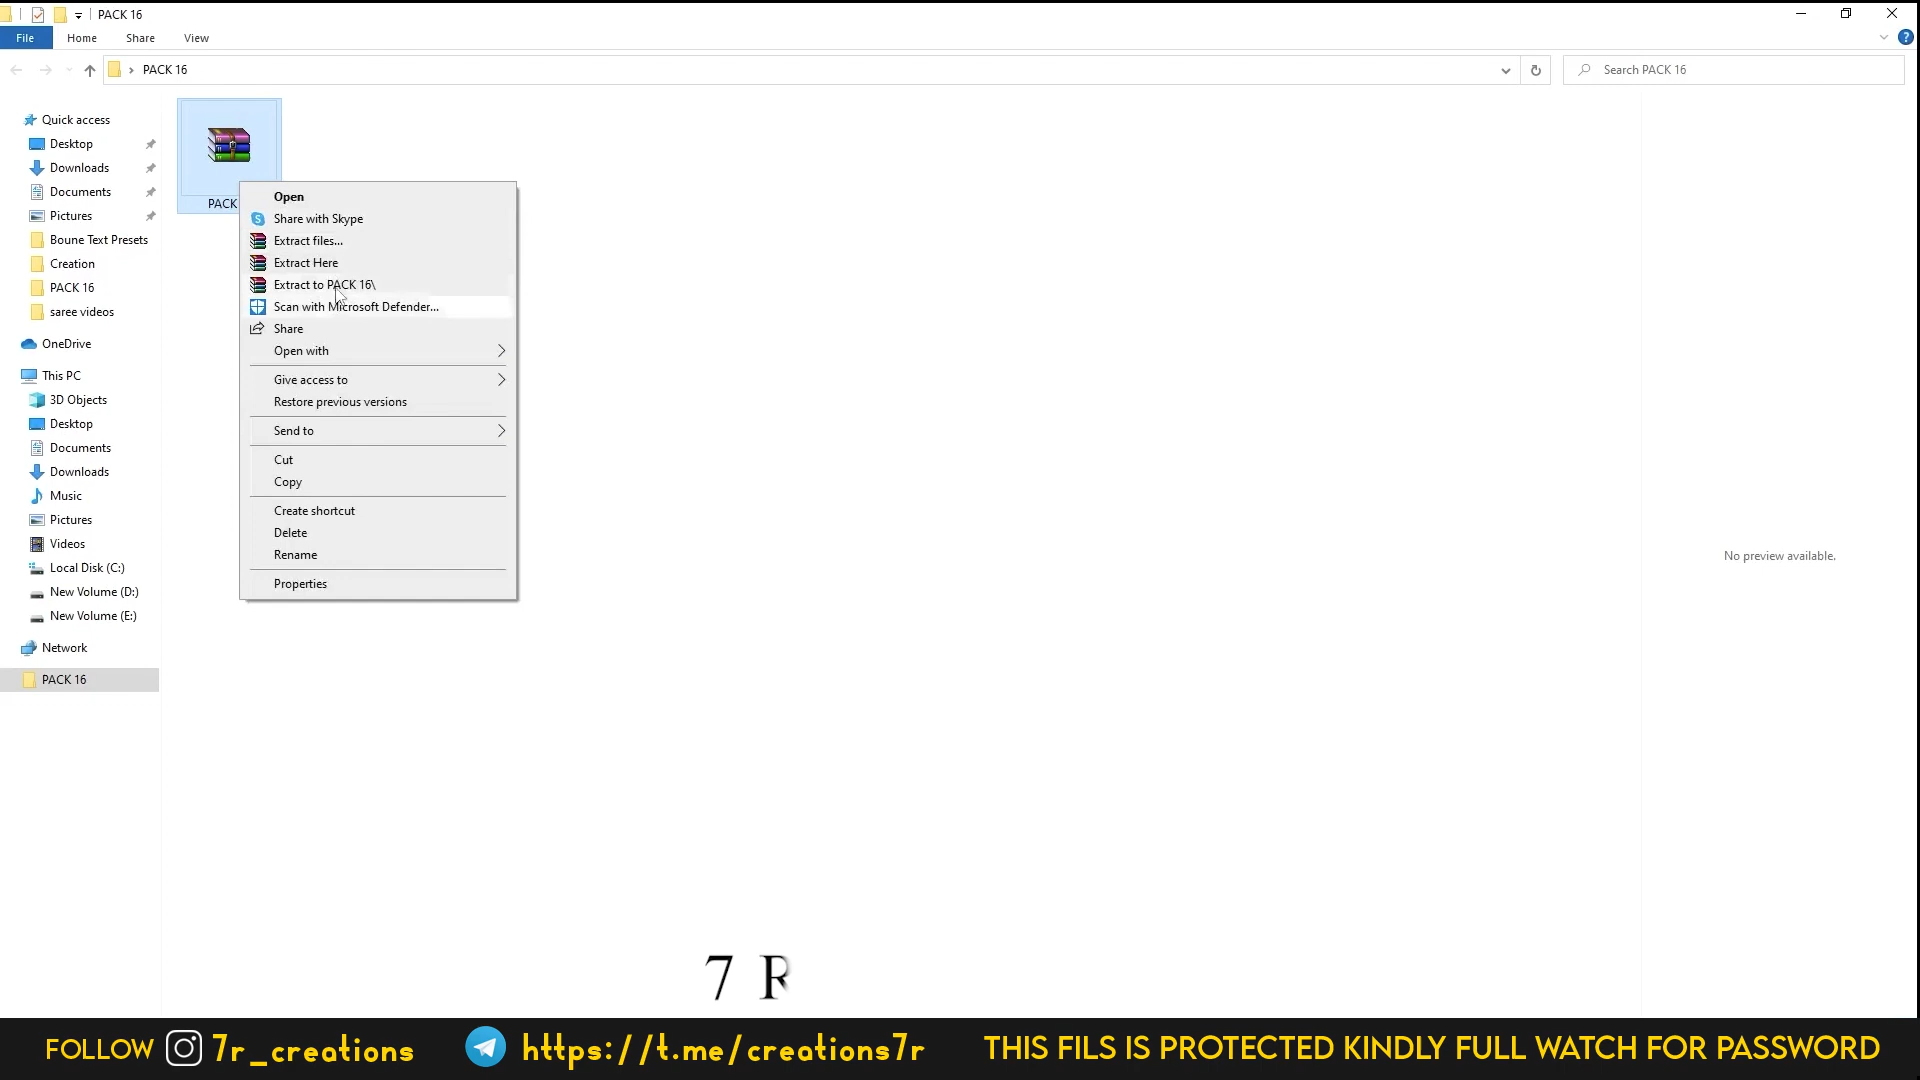 PACK 16
File
Home
Share
View
PACK 16
Search PACK 16
Quick access
Desktop
Downloads
Documents
Pictures
Boune Text Presets
Creation
PACK 16
saree videos
OneDrive
This PC
3D Objects
Desktop
Documents
Downloads
Music
Pictures
Videos
Local Disk (C:)
New Volume (D:)
New Volume (E:)
Network
PACK 16
PACK
Open
Share with Skype
Extract files...
Extract Here
Extract to PACK 16\
Scan with Microsoft Defender...
Share
Open with
Give access to
Restore previous versions
Send to
Cut
Copy
Create shortcut
Delete
Rename
Properties
No preview available.
7 R
FOLLOW 7r_creations https://t.me/creations7r THIS FILS IS PROTECTED KINDLY FULL WATCH FOR PASSWORD